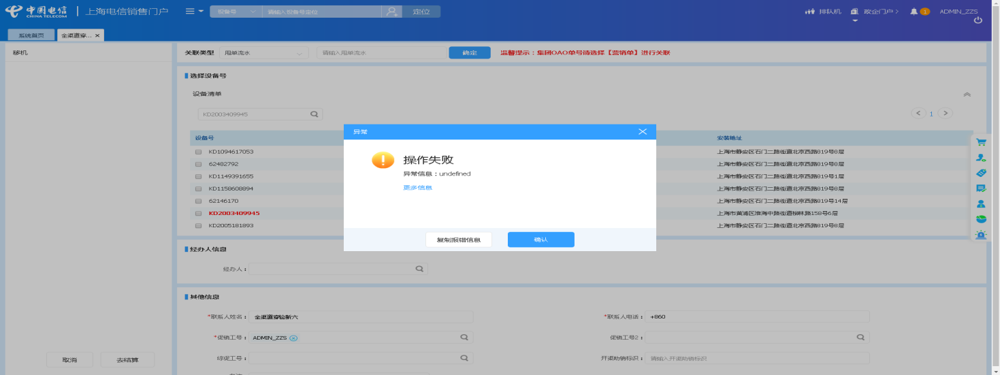 中国电信
CHINA TELECOM
上海电信销售门户
设备号
请输入设备号定位
定位
排队机
政企门户
1
ADMIN_ZZS
系统首页
全渠道穿... ×
移机
关联类型 甩单流水 请输入甩单流水 确定 温馨提示：集团OAO单号请选择【营销单】进行关联
选择设备号
设备清单
KD2003409945
< 1 >
设备号 安装地址
KD1094617053 上海市静安区石门二路街道北京西路819号8层
62482792 上海市静安区石门二路街道北京西路819号8层
KD1149391655 上海市静安区石门二路街道北京西路819号1层
KD1158608894 上海市静安区石门二路街道北京西路819号8层
62146170 上海市静安区石门二路街道北京西路819号14层
KD2003409945 上海市黄浦区淮海中路街道柳林路158号6层
KD2005181893 上海市静安区石门二路街道北京西路819号8层
异常
操作失败
异常信息：undefined
更多信息
复制报错信息 确认
经办人信息
经办人：
其他信息
*联系人姓名： 全渠道穿验新六 *联系人电话： +860
*促销工号： ADMIN_ZZS 促销工号2：
综促工号： 开渠助销标识： 请输入开渠助销标识
取消 去结算